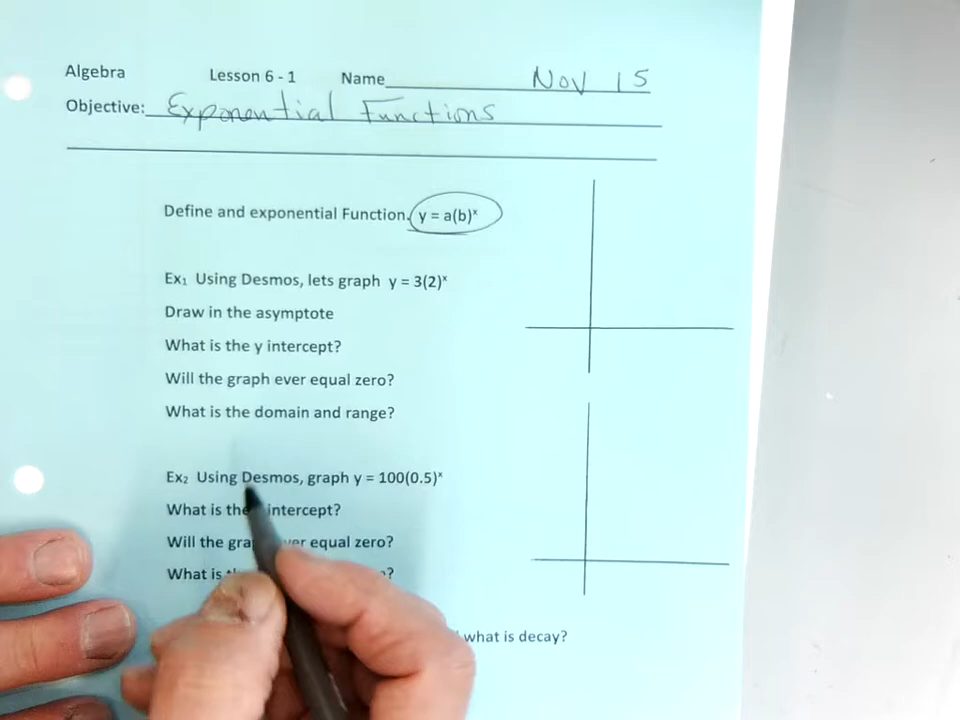 Algebra Lesson 6 - 1 Name Nov 15
Objective: Exponential Functions
Define and exponential Function. y = a(b)ˣ
Ex₁ Using Desmos, lets graph y = 3(2)ˣ
Draw in the asymptote
What is the y intercept?
Will the graph ever equal zero?
What is the domain and range?
Ex₂ Using Desmos, graph y = 100(0.5)ˣ
What is the intercept?
Will the equal zero?
What is ?
what is decay?